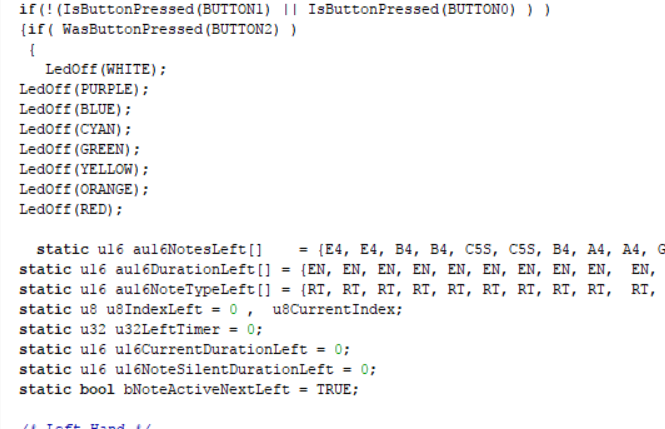 if(!(IsButtonPressed(BUTTON1) || IsButtonPressed(BUTTON0) ) )
{if( WasButtonPressed(BUTTON2) )
{
LedOff(WHITE);
LedOff(PURPLE);
LedOff(BLUE);
LedOff(CYAN);
LedOff(GREEN);
LedOff(YELLOW);
LedOff(ORANGE);
LedOff(RED);
static u16 au16NotesLeft[] = {E4, E4, B4, B4, C5S, C5S, B4, A4, A4, G
static u16 au16DurationLeft[] = {EN, EN, EN, EN, EN, EN, EN, EN, EN, EN,
static u16 au16NoteTypeLeft[] = {RT, RT, RT, RT, RT, RT, RT, RT, RT, RT,
static u8 u8IndexLeft = 0 , u8CurrentIndex;
static u32 u32LeftTimer = 0;
static u16 u16CurrentDurationLeft = 0;
static u16 u16NoteSilentDurationLeft = 0;
static bool bNoteActiveNextLeft = TRUE;
/* Left Hand */